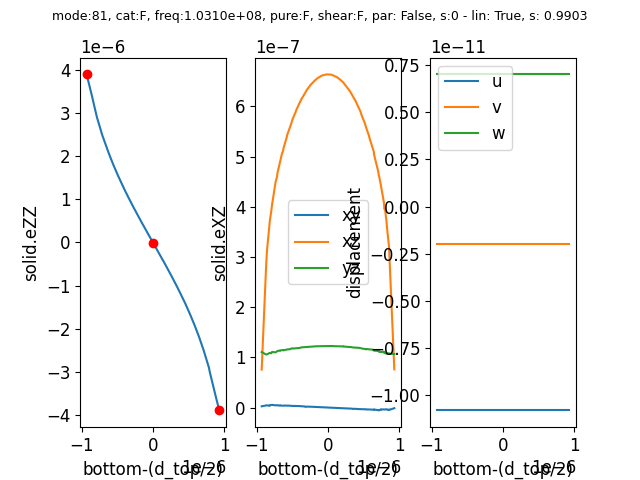 mode:81, cat:F, freq:1.0310e+08, pure:F, shear:F, par: False, s:0 - lin: True, s: 0.9903
1e−6
4
3
2
1
0
−1
−2
−3
−4
solid.eZZ
−1
0
1
1e−6
bottom-(d_top/2)
1e−7
6
5
4
3
2
1
0
solid.eXZ
xz
−1
0
1
1e−6
bottom-(d_top/2)
1e−11
0.75
0.50
0.25
0.00
−0.25
−0.50
−0.75
−1.00
displacement
u
v
w
−1
0
1
1e−6
bottom-(d_top/2)